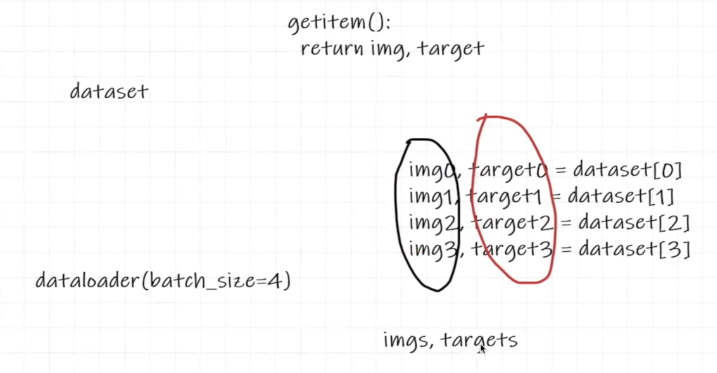 getitem():
return img, target
dataset
img0, target0 = dataset[0]
img1, target1 = dataset[1]
img2, target2 = dataset[2]
img3, target3 = dataset[3]
dataloader(batch_size=4)
imgs, targets